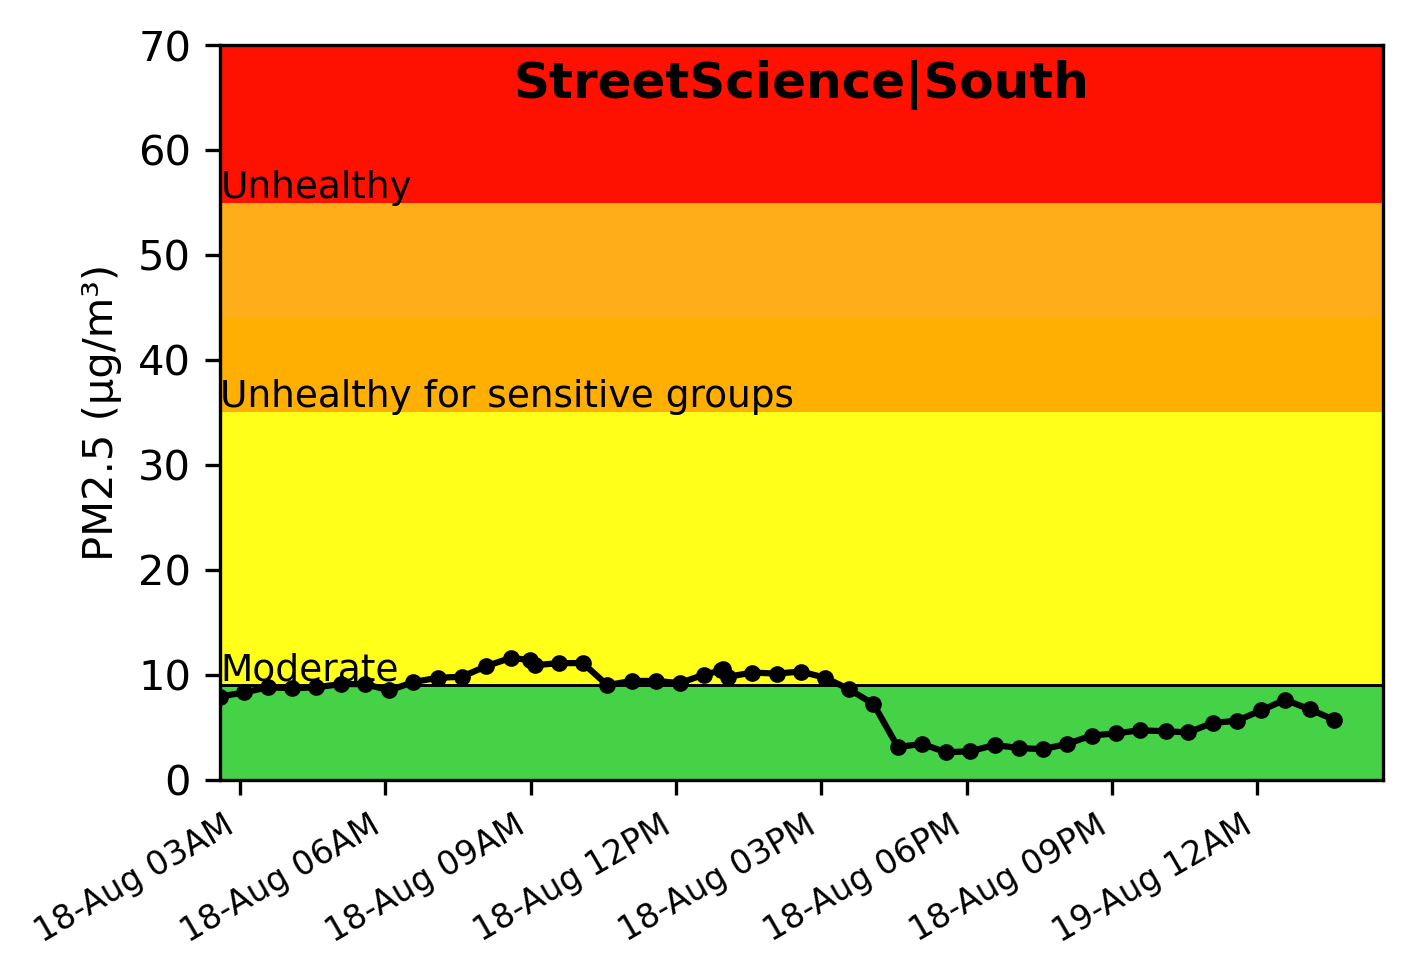 StreetScience|South
PM2.5 (µg/m³)
70
60
50
40
30
20
10
0
Unhealthy
Unhealthy for sensitive groups
Moderate
18-Aug 03AM
18-Aug 06AM
18-Aug 09AM
18-Aug 12PM
18-Aug 03PM
18-Aug 06PM
18-Aug 09PM
19-Aug 12AM